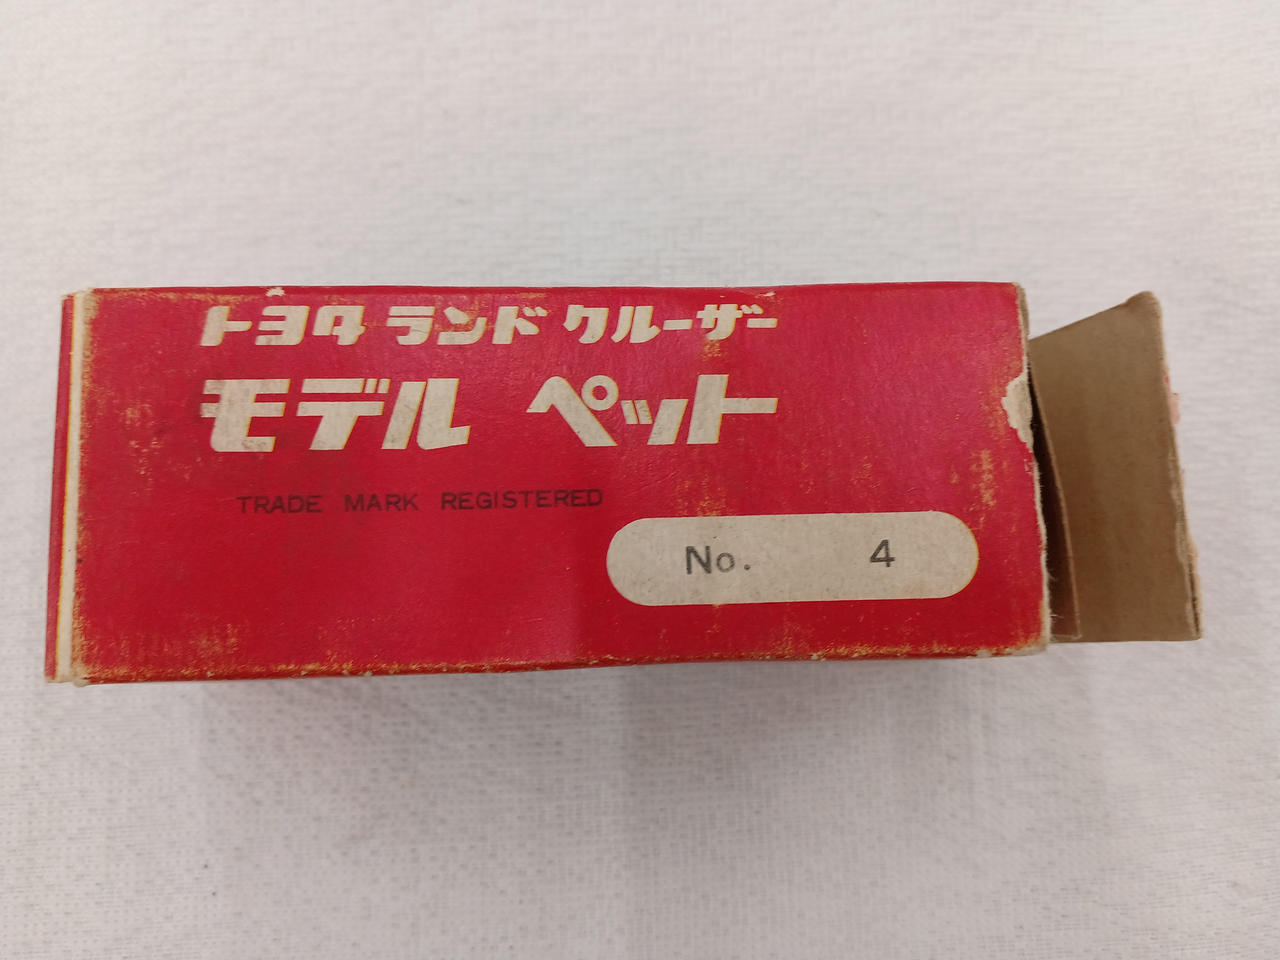 トヨタ ランド クルーザー
モデル ペット
TRADE MARK REGISTERED
No. 4